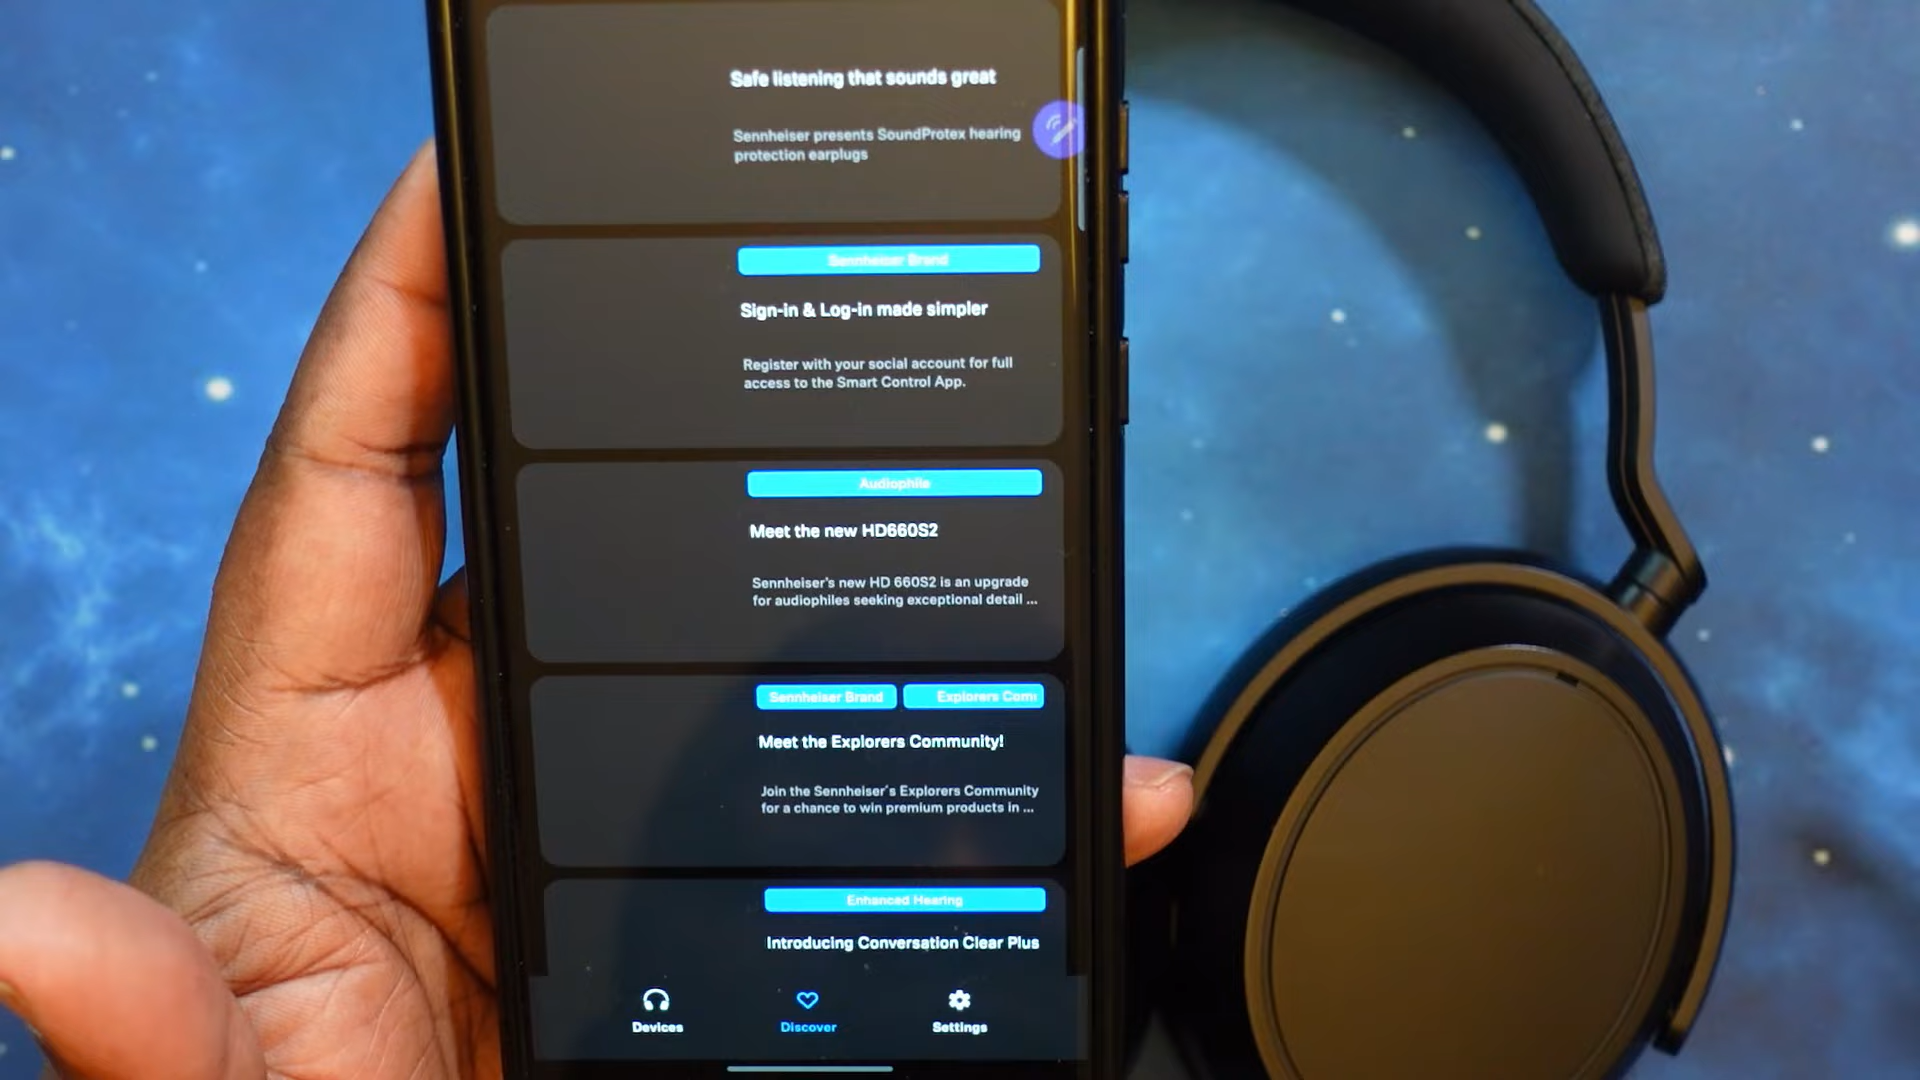 Safe listening that sounds great
Sennheiser presents SoundProtex hearing
protection earplugs
Sennheiser Brand
Sign-in & Log-in made simpler
Register with your social account for full
access to the Smart Control App.
Audiophile
Meet the new HD660S2
Sennheiser's new HD 660S2 is an upgrade
for audiophiles seeking exceptional detail ...
Sennheiser Brand
Explorers Com
Meet the Explorers Community!
Join the Sennheiser's Explorers Community
for a chance to win premium products in ...
Enhanced Hearing
Introducing Conversation Clear Plus
Devices
Discover
Settings